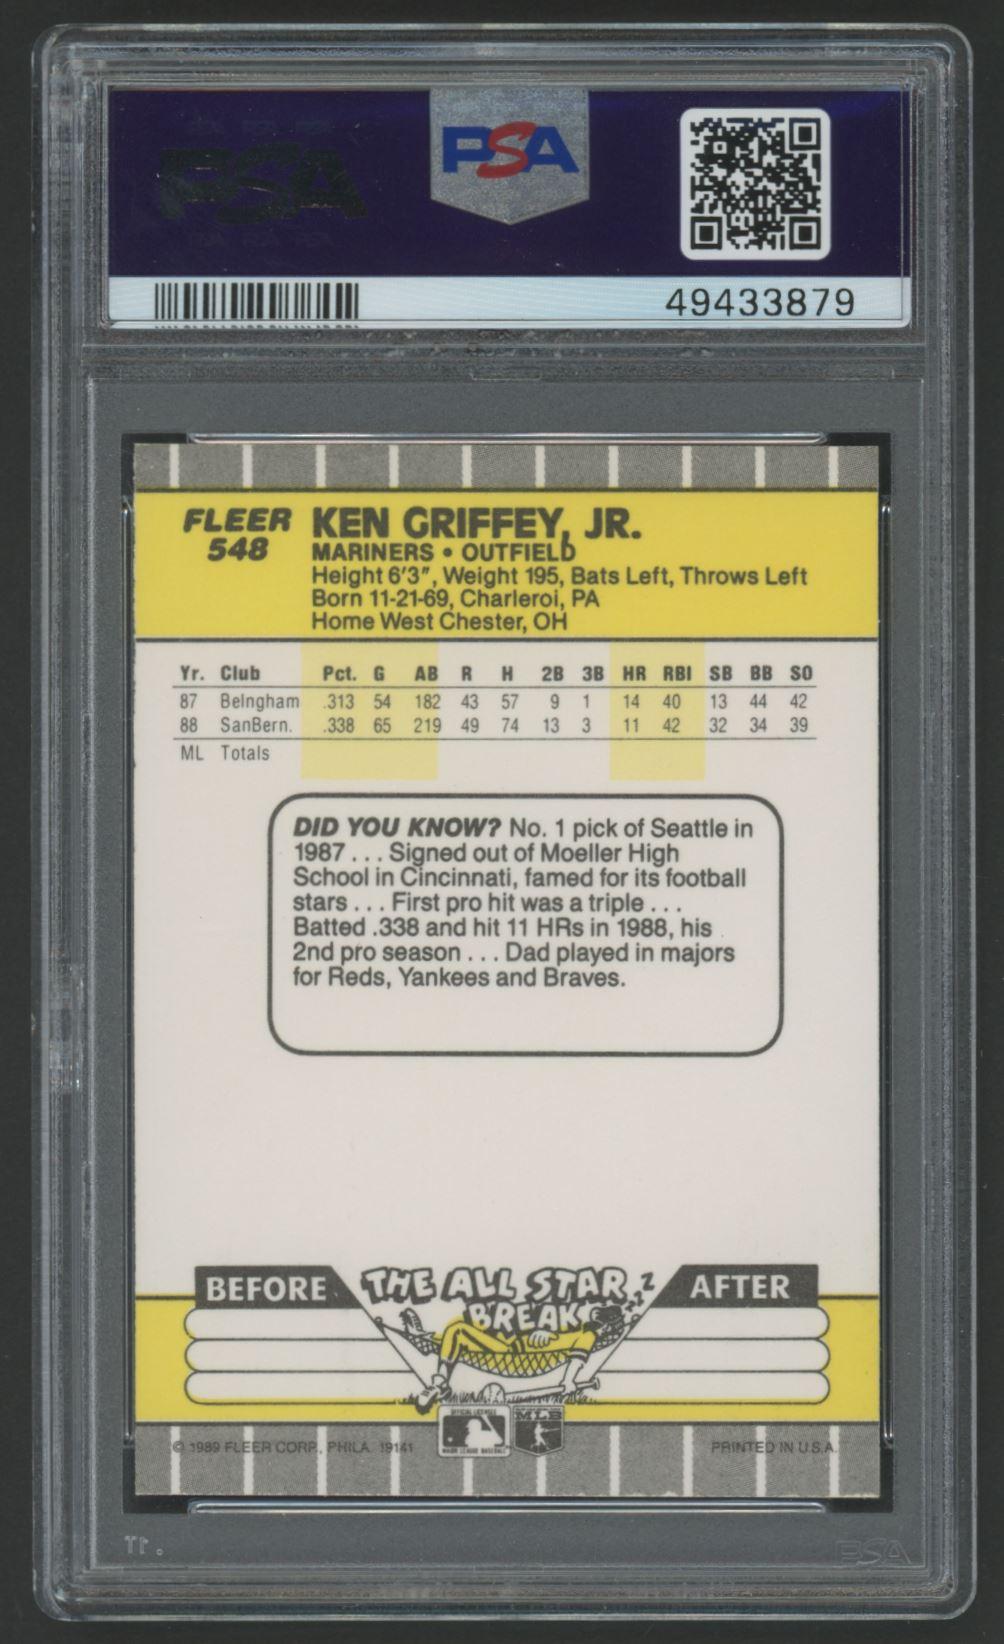 PSA
PSA
49433879
FLEER
548
KEN GRIFFEY, JR.
MARINERS • OUTFIELD
Height 6'3", Weight 195, Bats Left, Throws Left
Born 11-21-69, Charleroi, PA
Home West Chester, OH
Yr. Club Pct. G AB R H 2B 3B HR RBI SB BB SO
87 Belngham .313 54 182 43 57 9 1 14 40 13 44 42
88 SanBern. .338 65 219 49 74 13 3 11 42 32 34 39
ML Totals
DID YOU KNOW? No. 1 pick of Seattle in
1987 . . . Signed out of Moeller High
School in Cincinnati, famed for its football
stars . . . First pro hit was a triple . . .
Batted .338 and hit 11 HRs in 1988, his
2nd pro season . . . Dad played in majors
for Reds, Yankees and Braves.
BEFORE THE ALL STAR BREAK AFTER
ZZZ
OFFICIAL LICENSEE
MAJOR LEAGUE BASEBALL
MLB
© 1989 FLEER CORP., PHILA. 19141 PRINTED IN U.S.A.
PSA